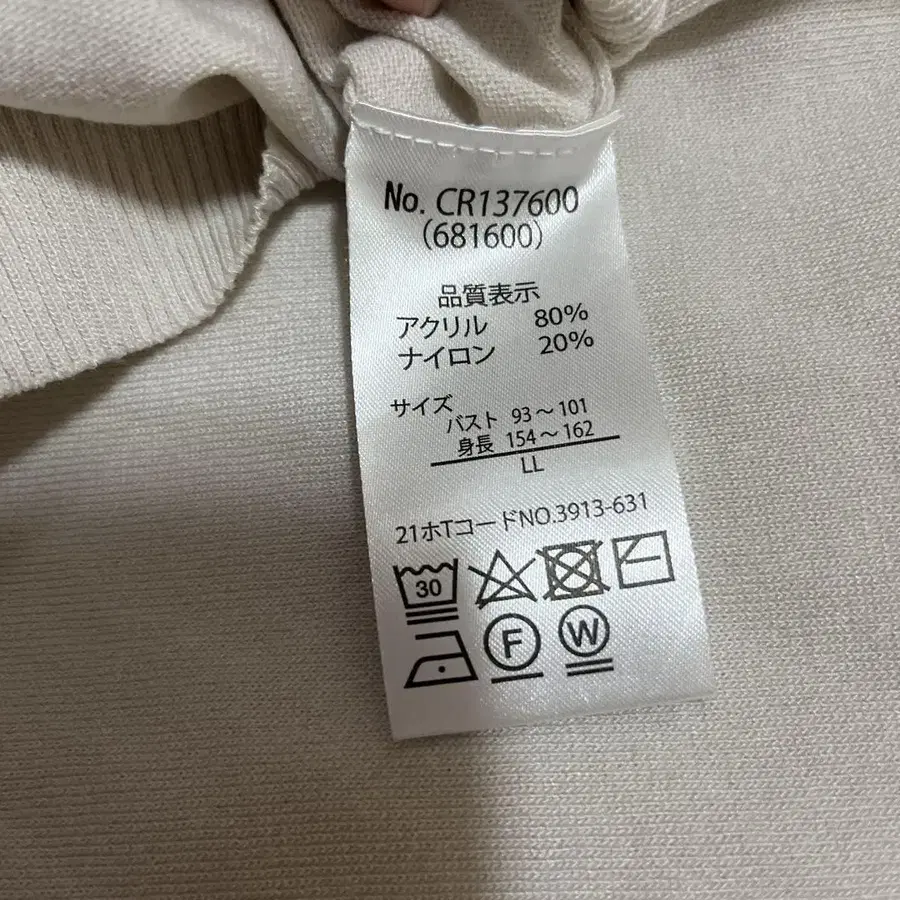 No. CR137600
(681600)
品質表示
アクリル 80%
ナイロン 20%
サイズ
バスト 93～101
身長 154～162
LL
21ホTコードNO.3913-631
30
F W